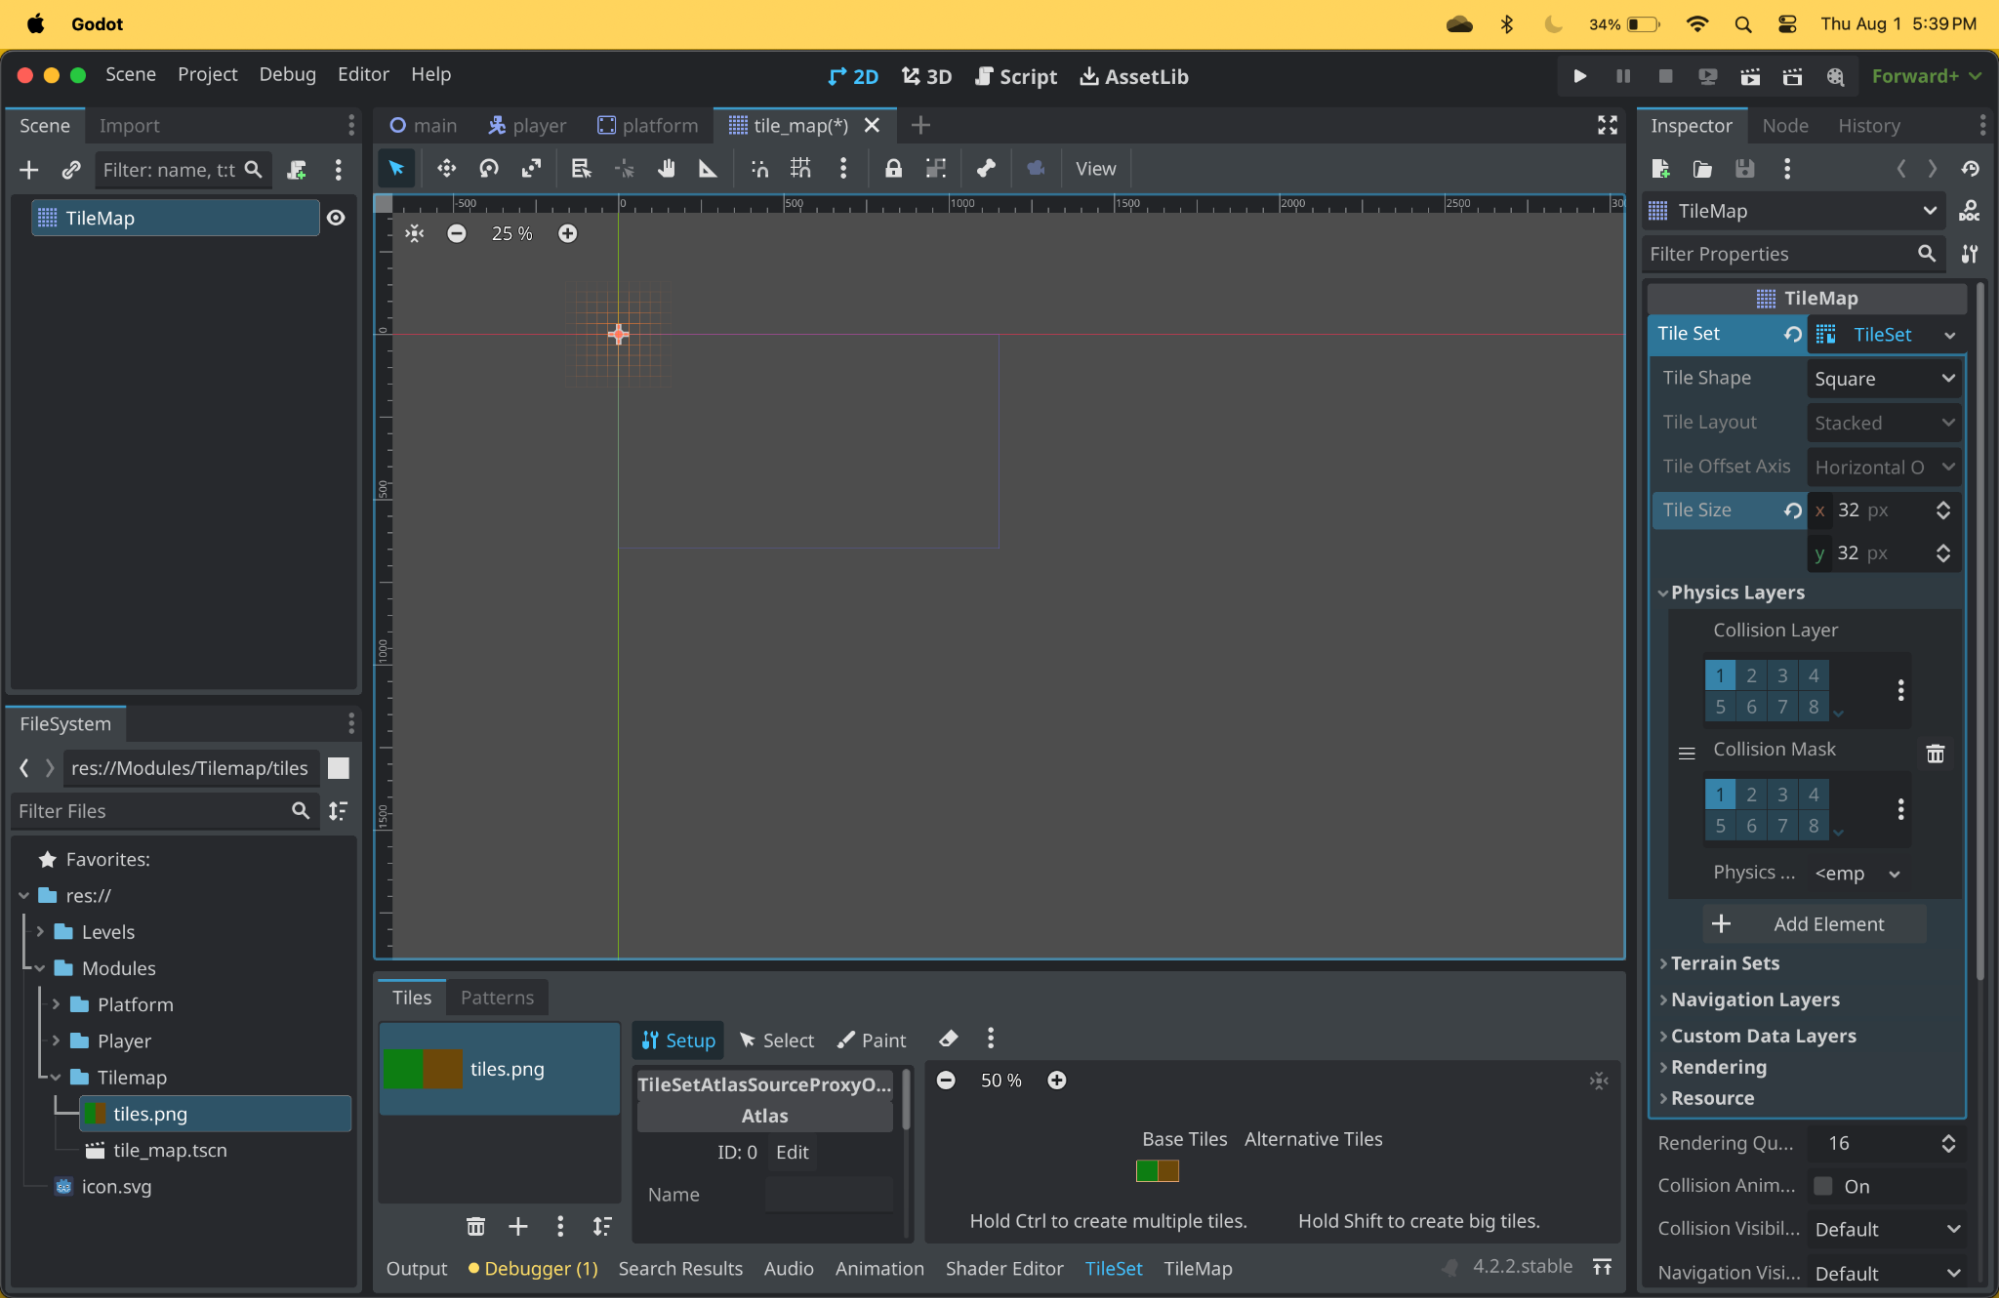 Godot
34%
Thu Aug 1 5:39 PM
Scene Project Debug Editor Help
2D 3D Script AssetLib
Forward+
Scene Import
Filter: name, t:t
TileMap
main player platform tile_map(*)
View
-500 0 500 1000 1500 2000 2500 30
25 %
0
500
1000
1500
FileSystem
res://Modules/Tilemap/tiles
Filter Files
Favorites:
res://
Levels
Modules
Platform
Player
Tilemap
tiles.png
tile_map.tscn
icon.svg
Tiles Patterns
tiles.png
Setup Select Paint
TileSetAtlasSourceProxyO...
Atlas
ID: 0 Edit
Name
50 %
Base Tiles Alternative Tiles
Hold Ctrl to create multiple tiles. Hold Shift to create big tiles.
Output Debugger (1) Search Results Audio Animation Shader Editor TileSet TileMap
4.2.2.stable
Inspector Node History
TileMap
DOC
Filter Properties
TileMap
Tile Set TileSet
Tile Shape Square
Tile Layout Stacked
Tile Offset Axis Horizontal O
Tile Size x 32 px
y 32 px
Physics Layers
Collision Layer
1 2 3 4
5 6 7 8
Collision Mask
1 2 3 4
5 6 7 8
Physics ... <emp
Add Element
Terrain Sets
Navigation Layers
Custom Data Layers
Rendering
Resource
Rendering Qu... 16
Collision Anim... On
Collision Visibil... Default
Navigation Visi... Default